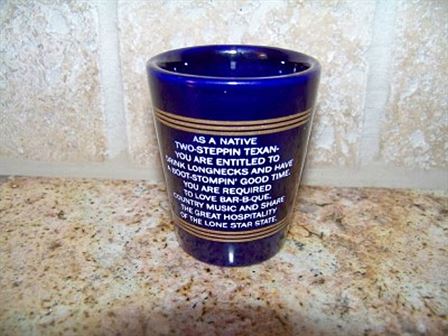 AS A NATIVE
TWO-STEPPIN TEXAN-
YOU ARE ENTITLED TO
DRINK LONGNECKS AND HAVE
A BOOT-STOMPIN' GOOD TIME.
YOU ARE REQUIRED
TO LOVE BAR-B-QUE,
COUNTRY MUSIC AND SHARE
THE GREAT HOSPITALITY
OF THE LONE STAR STATE.